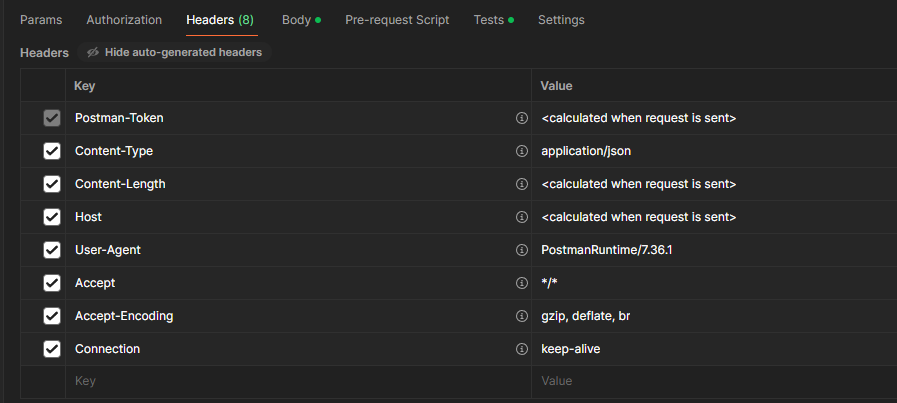 Params Authorization Headers (8) Body Pre-request Script Tests Settings
Headers Hide auto-generated headers
Key Value
Postman-Token <calculated when request is sent>
Content-Type application/json
Content-Length <calculated when request is sent>
Host <calculated when request is sent>
User-Agent PostmanRuntime/7.36.1
Accept */*
Accept-Encoding gzip, deflate, br
Connection keep-alive
Key Value